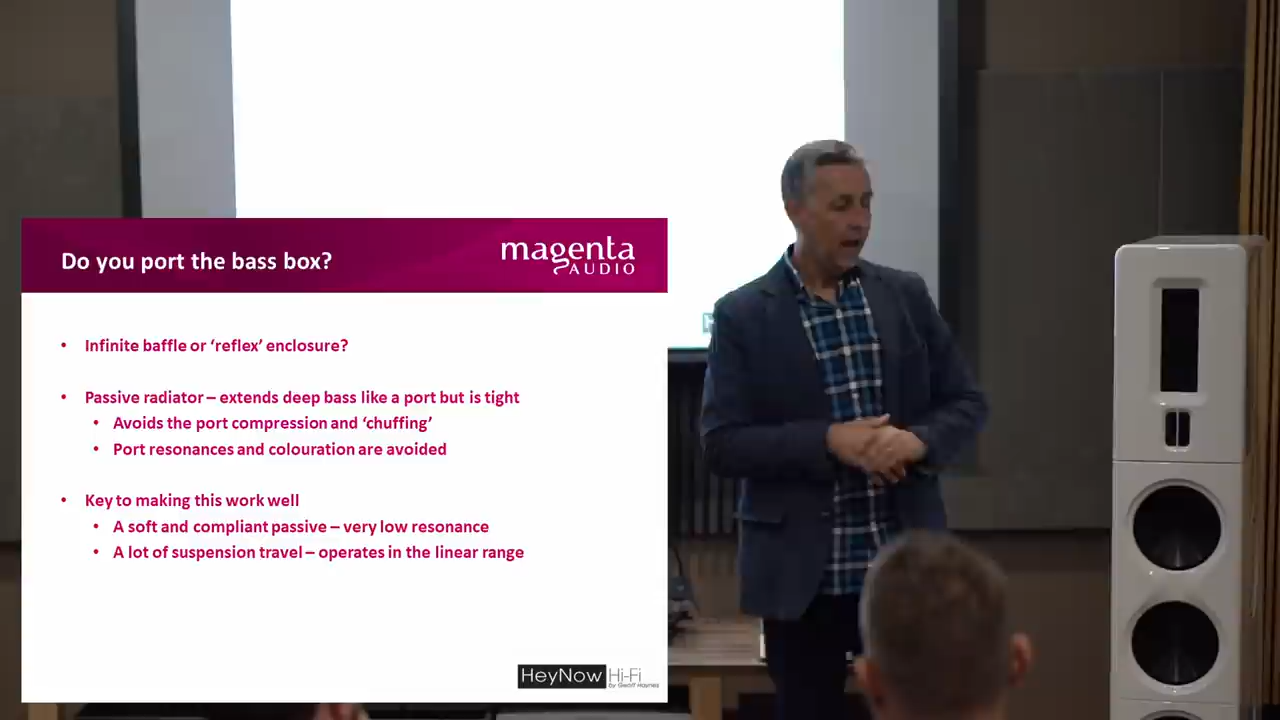 Do you port the bass box?
magenta
AUDIO
• Infinite baffle or ‘reflex’ enclosure?
• Passive radiator – extends deep bass like a port but is tight
• Avoids the port compression and ‘chuffing’
• Port resonances and colouration are avoided
• Key to making this work well
• A soft and compliant passive – very low resonance
• A lot of suspension travel – operates in the linear range
HeyNow Hi-Fi
by Geoff Haynes